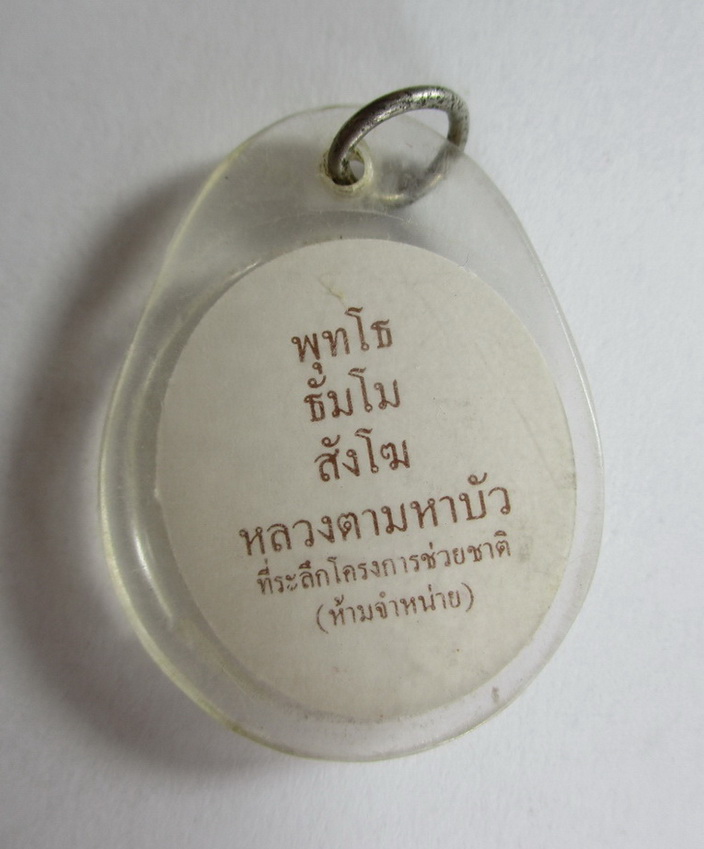 พุทโธ
ธัมโม
สังโฆ
หลวงตามหาบัว
ที่ระลึกโครงการช่วยชาติ
(ห้ามจำหน่าย)